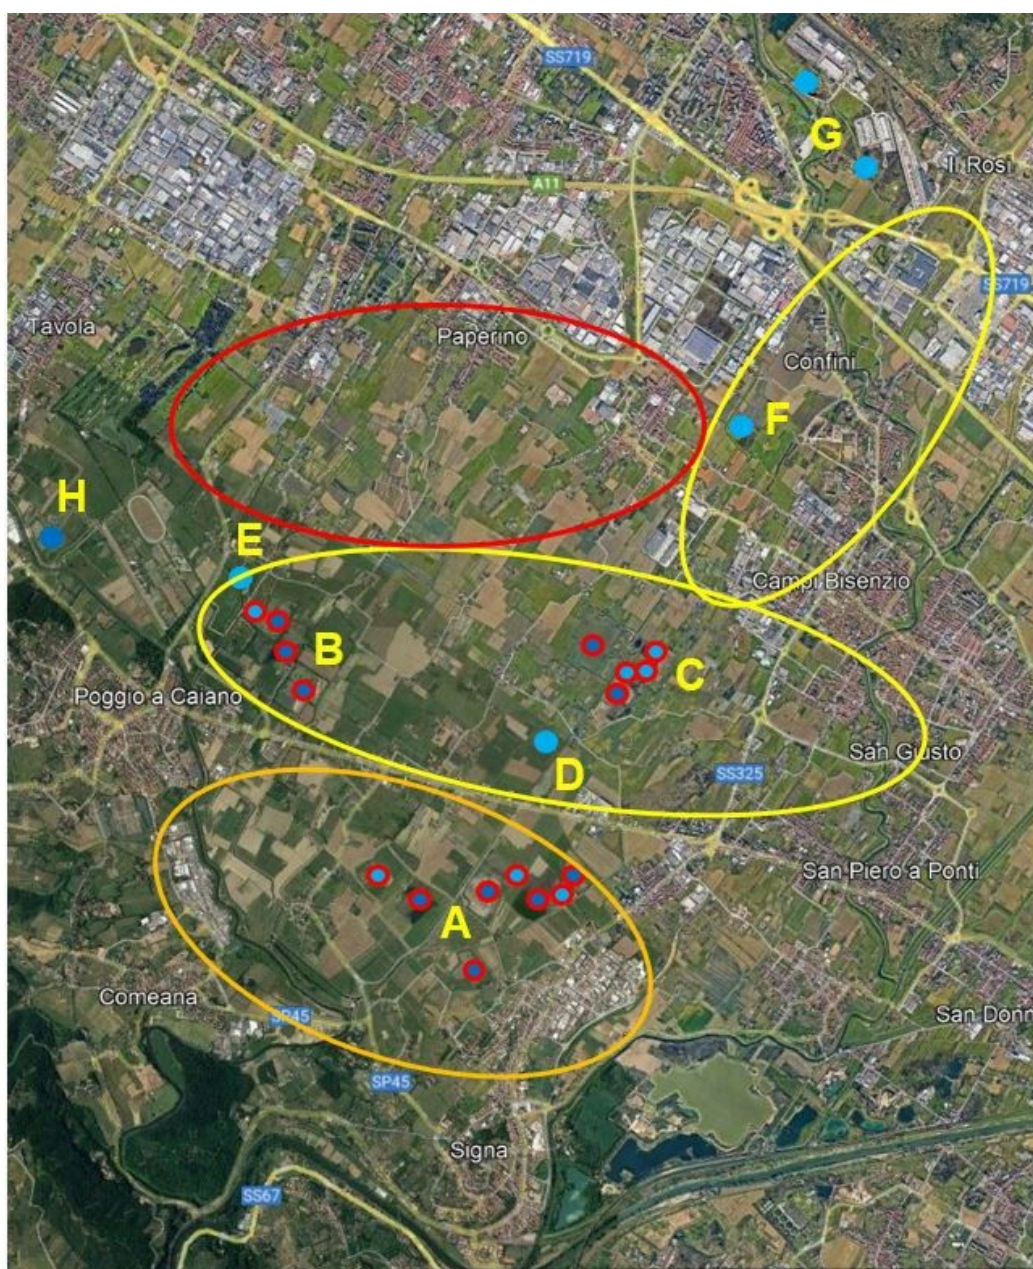 SS719
G
Il Rosi
A11
SS719
Tavola
Paperino
Confini
F
H
E
Campi Bisenzio
B
C
Poggio a Caiano
San Giusto
D
SS325
San Piero a Ponti
A
Comeana
San Donn
SP45
SP45
Signa
SS67